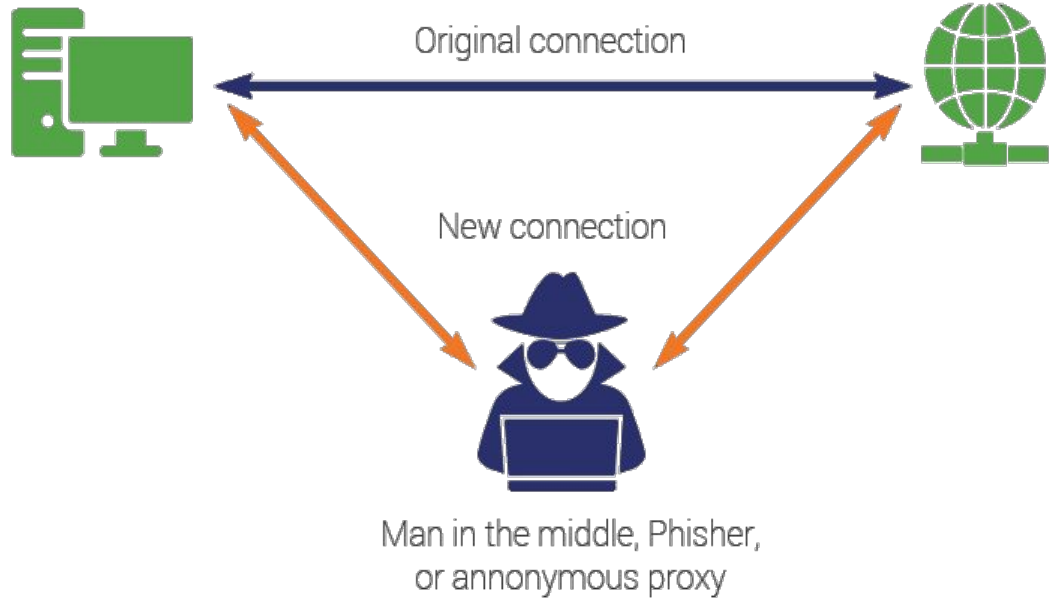 Original connection
New connection
Man in the middle, Phisher,
or annonymous proxy